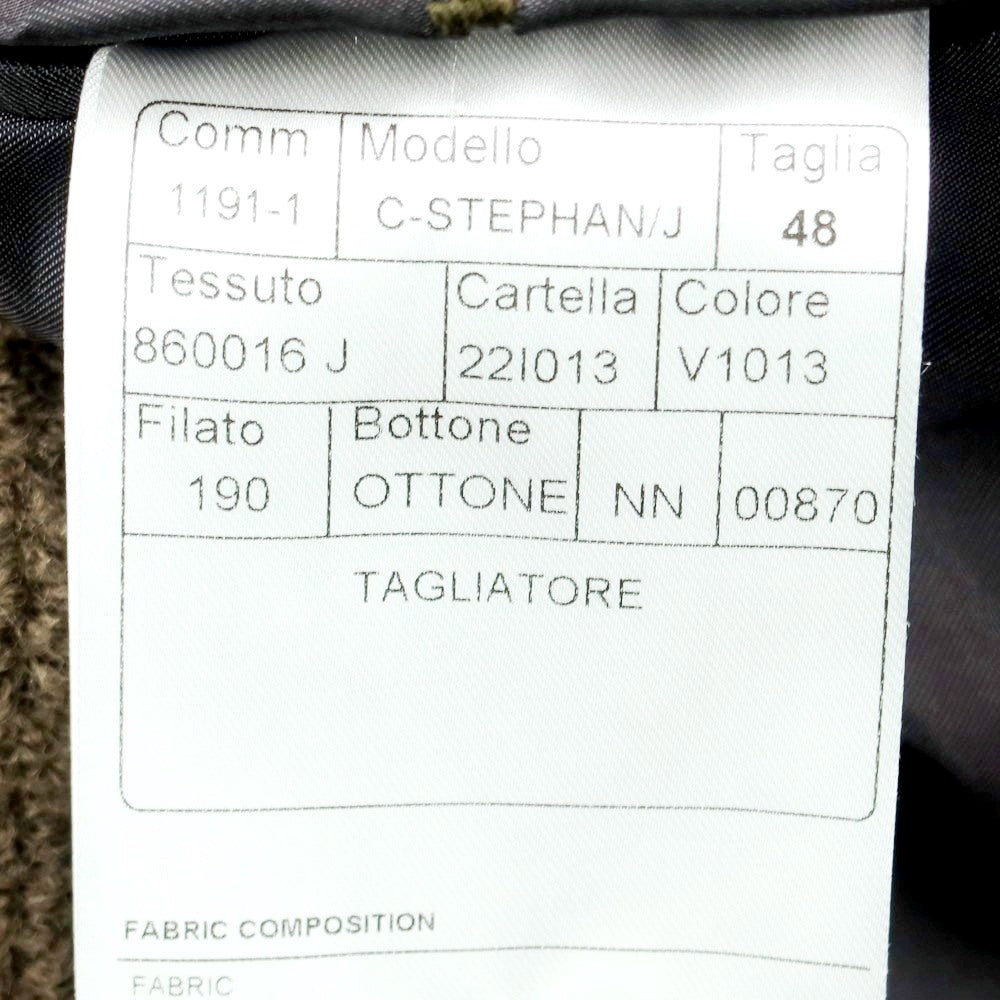 Comm Modello Taglia
1191-1 C-STEPHAN/J 48
Tessuto Cartella Colore
860016 J 22I013 V1013
Filato Bottone
190 OTTONE NN 00870
TAGLIATORE
FABRIC COMPOSITION
FABRIC